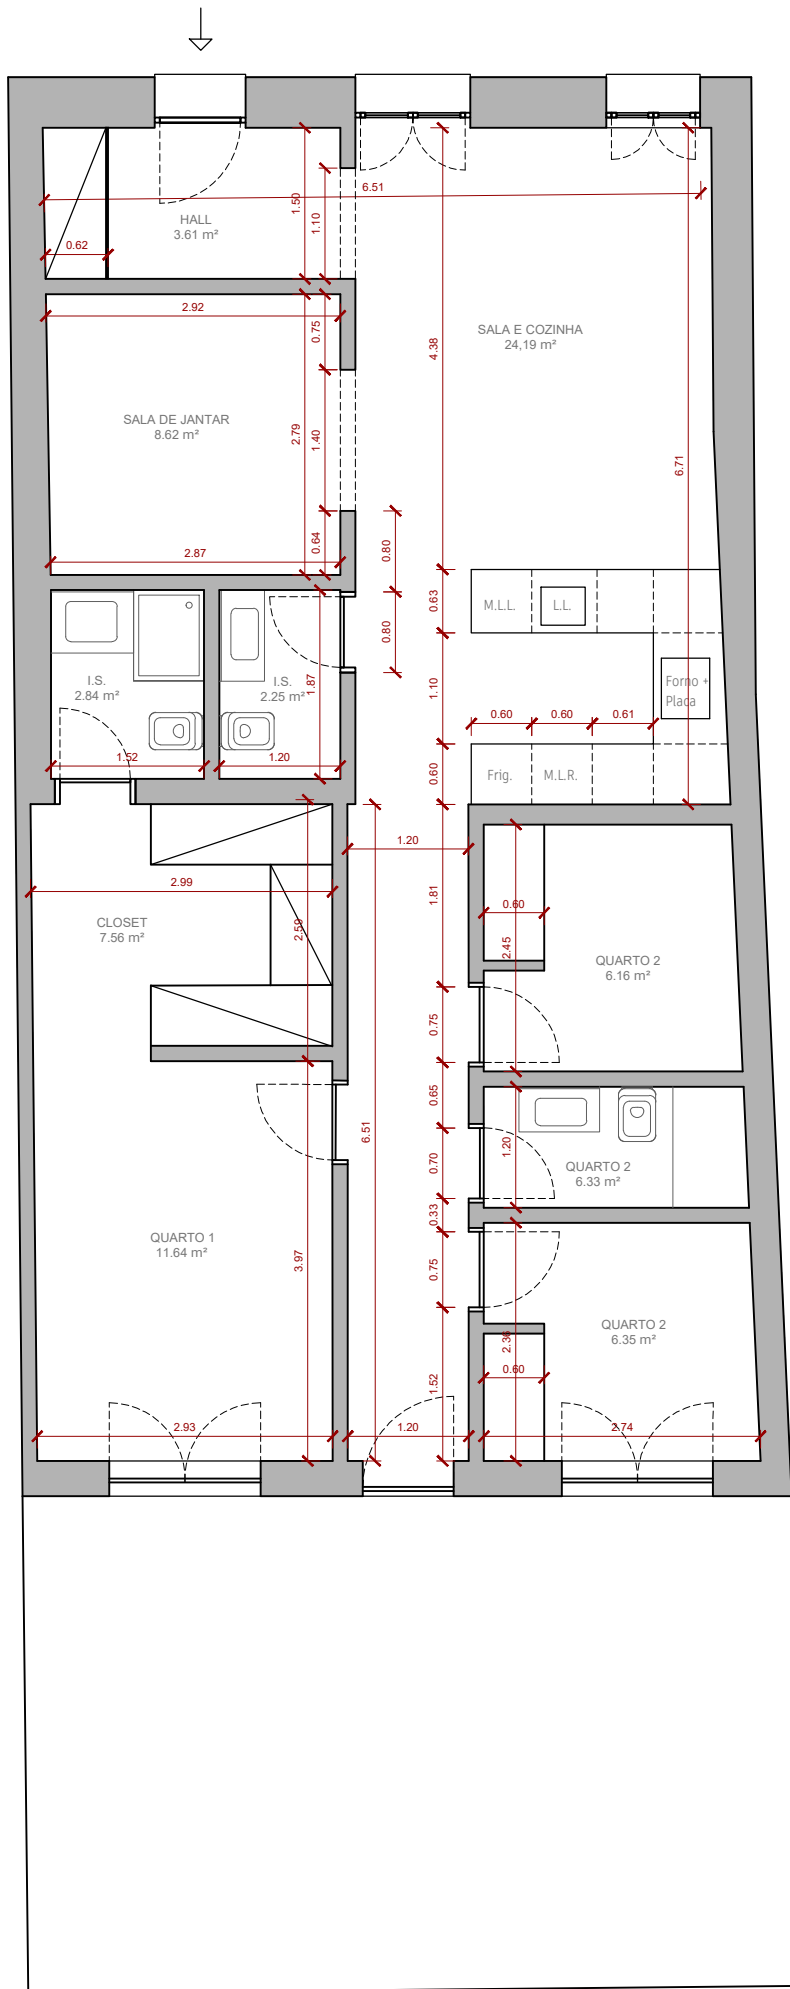 6.51
1.50
1.10
HALL
3.61 m²
0.62
2.92
0.75
SALA E COZINHA
24,19 m²
4.38
SALA DE JANTAR
8.62 m²
2.79
1.40
6.71
0.64
0.80
2.87
0.63
M.L.L.
L.L.
0.80
I.S.
2.84 m²
I.S.
2.25 m²
1.87
Forno +
Placa
1.10
0.60
0.60
0.61
1.52
1.20
0.60
Frig.
M.L.R.
1.20
2.99
1.81
0.60
CLOSET
7.56 m²
2.59
2.45
QUARTO 2
6.16 m²
0.75
0.65
6.51
0.70
1.20
QUARTO 2
6.33 m²
0.33
QUARTO 1
11.64 m²
3.97
0.75
QUARTO 2
6.35 m²
2.36
0.60
1.52
2.93
1.20
2.74